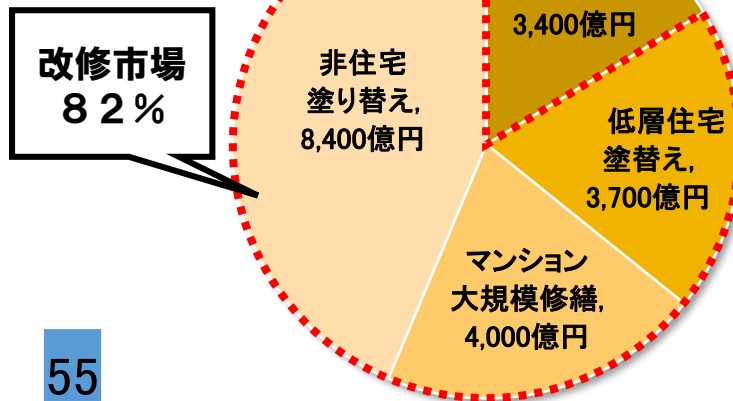 3,400億円
改修市場
８２％
非住宅
塗り替え,
8,400億円
低層住宅
塗替え,
3,700億円
マンション
大規模修繕,
4,000億円
55